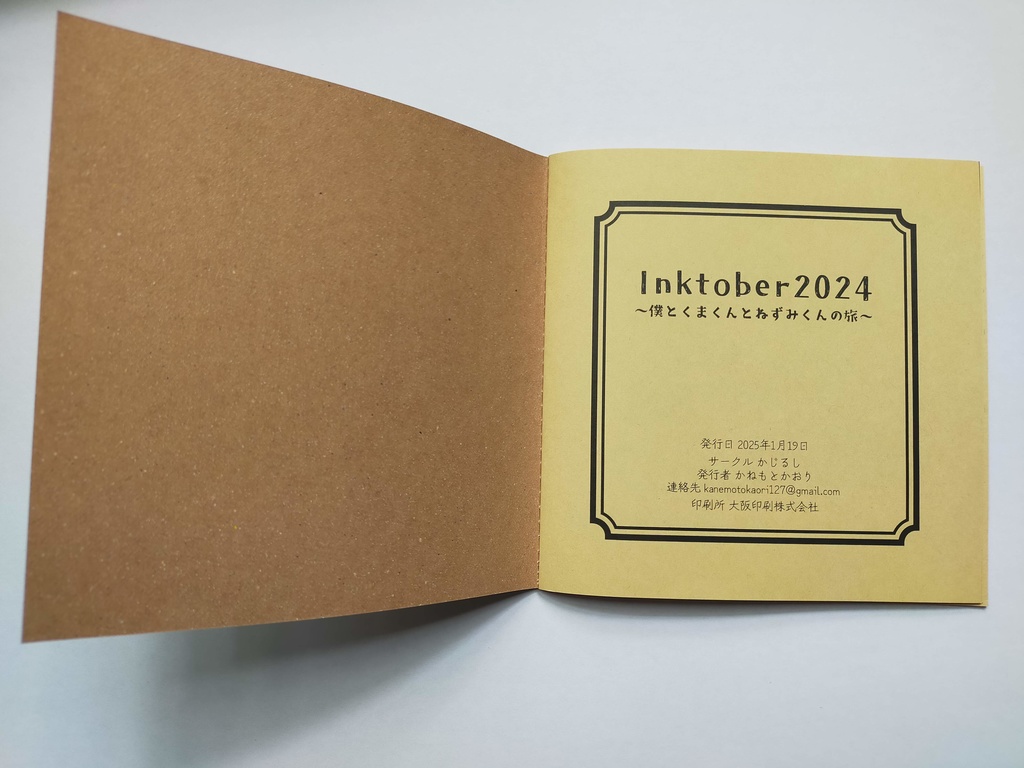 Inktober2024
～僕とくまくんとねずみくんの旅～
発行日 2025年1月19日
サークル かじるし
発行者 かねもとかおり
連絡先 kanemotokaori127@gmail.com
印刷所 大阪印刷株式会社